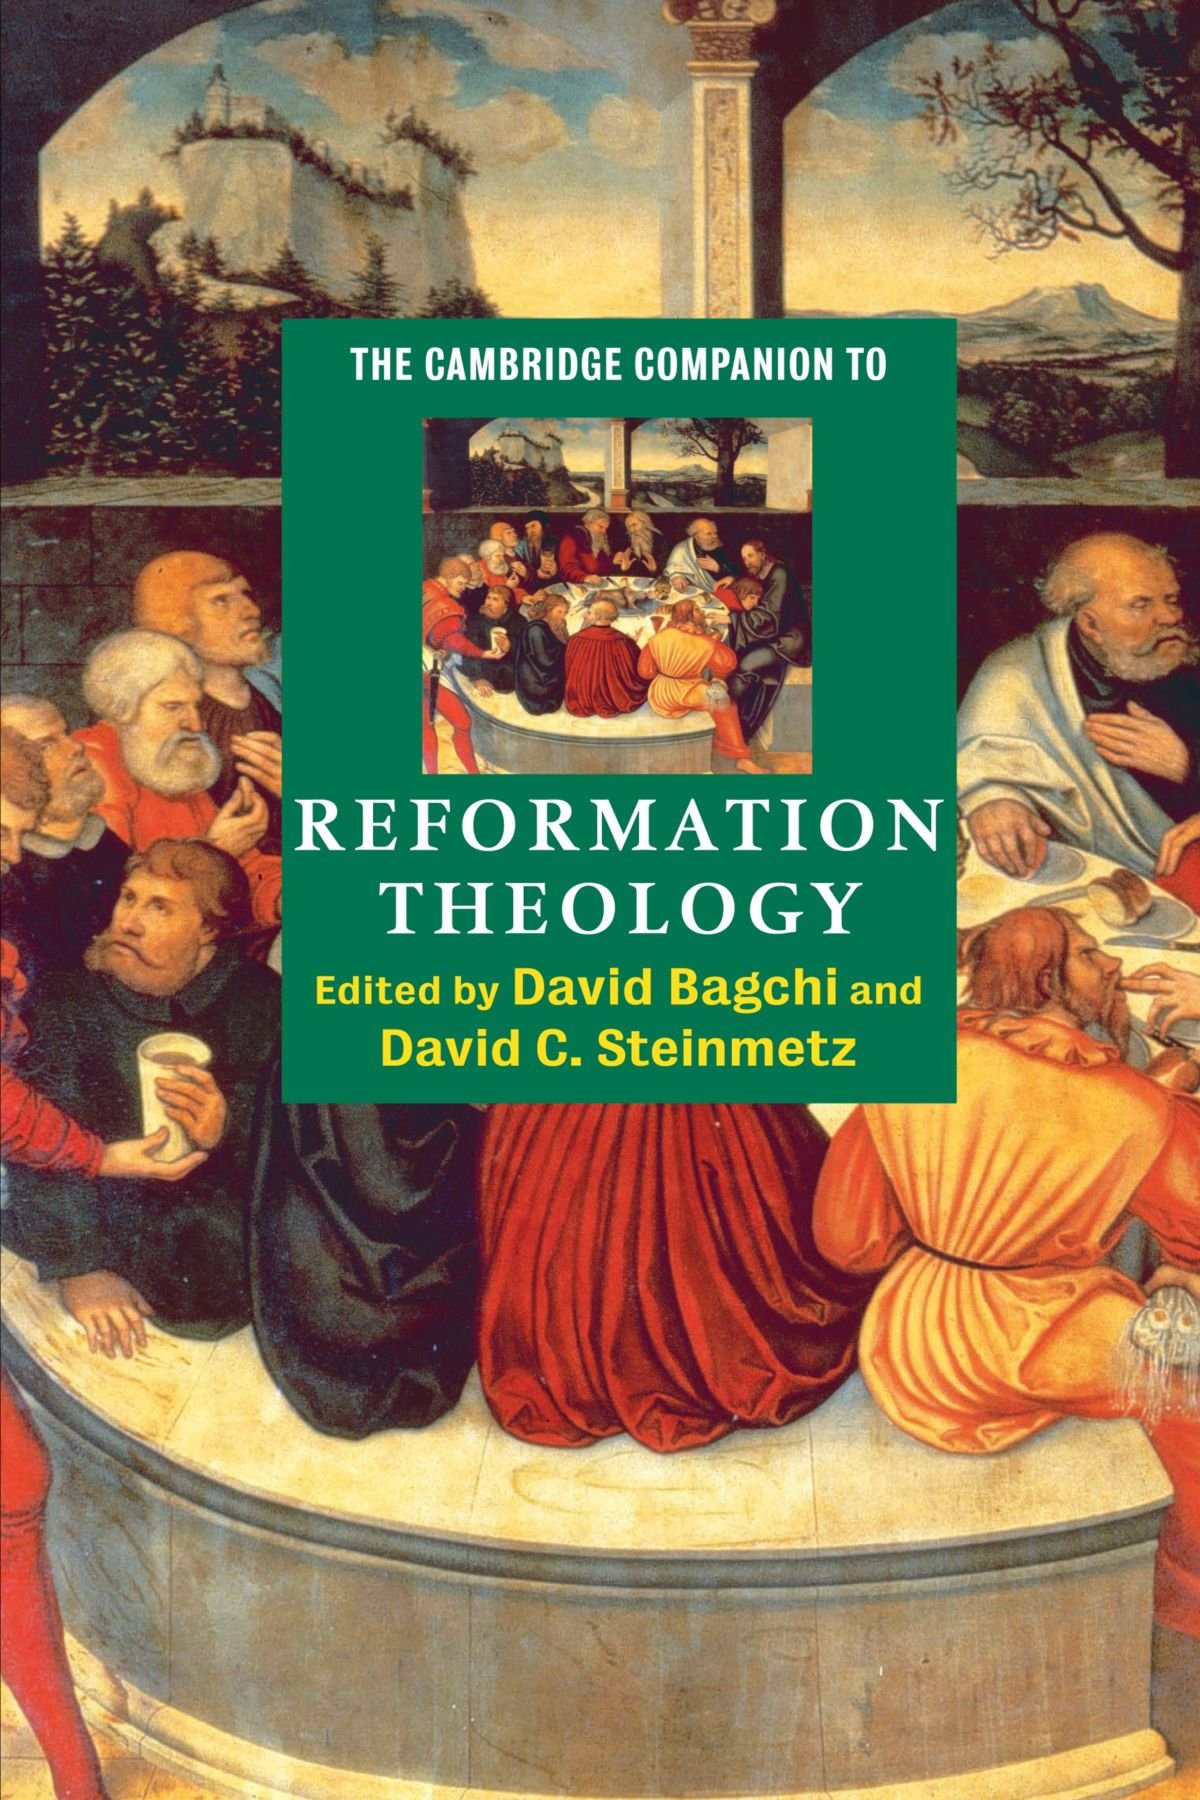 THE CAMBRIDGE COMPANION TO
REFORMATION
THEOLOGY
Edited by David Bagchi and
David C. Steinmetz